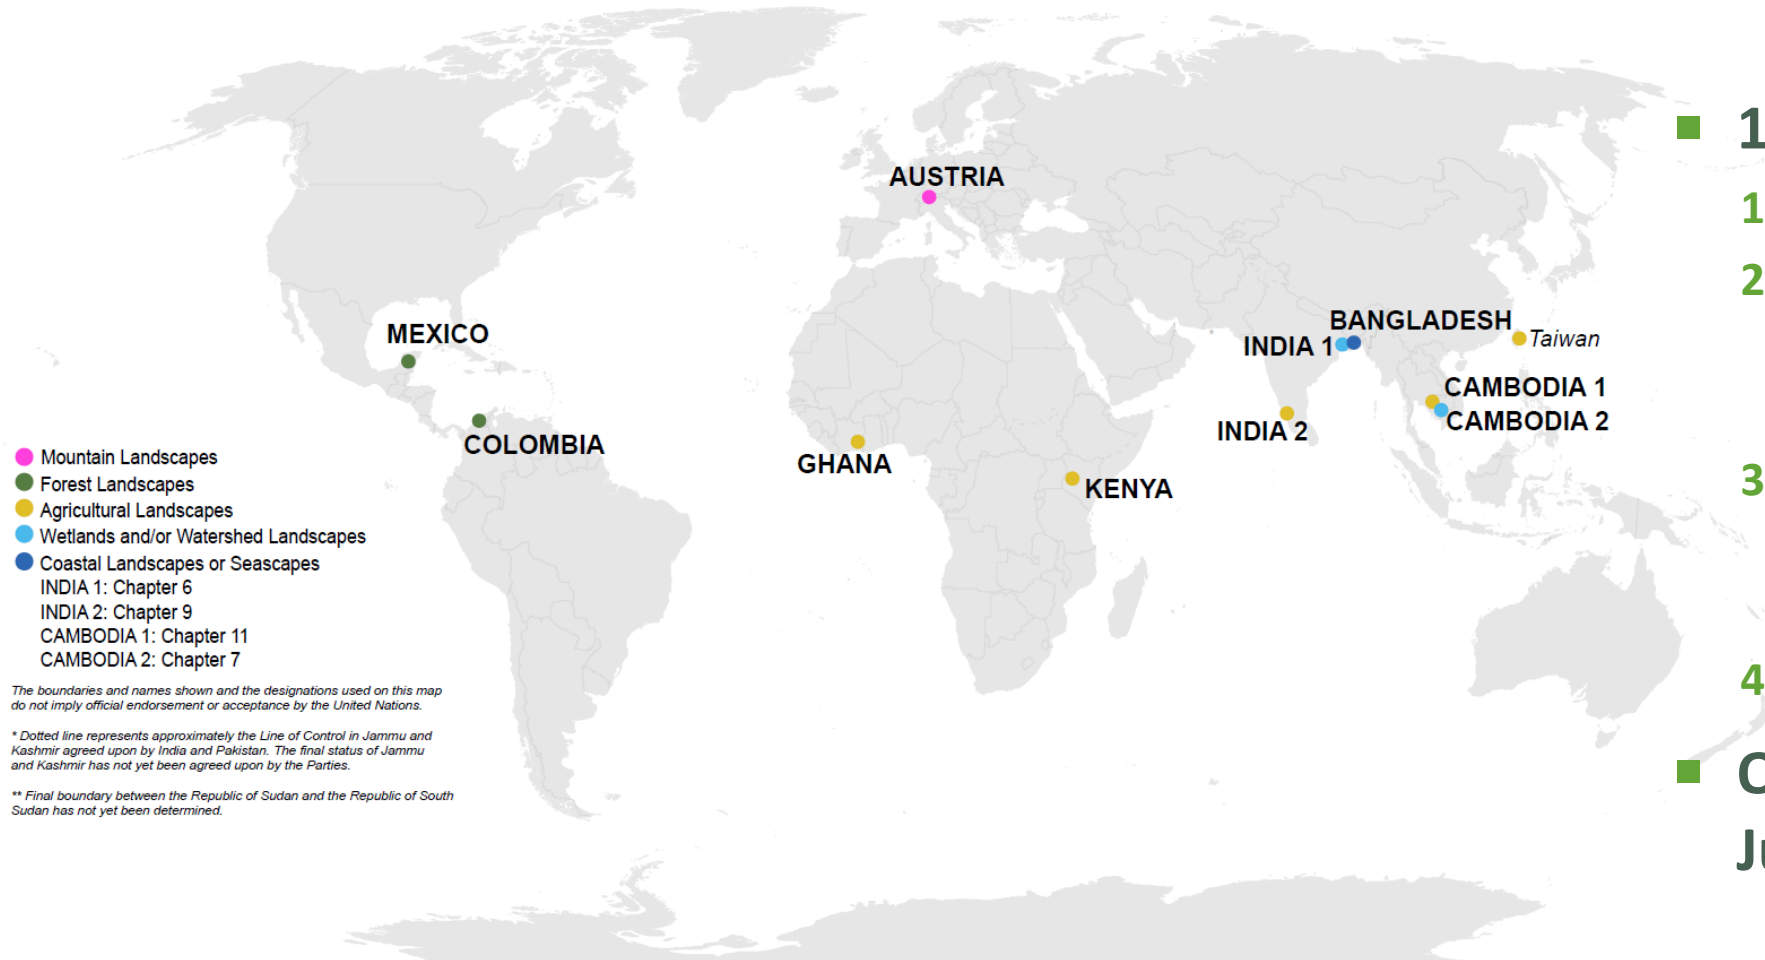 AUSTRIA
MEXICO
BANGLADESH
INDIA 1
Taiwan
CAMBODIA 1
CAMBODIA 2
INDIA 2
COLOMBIA
GHANA
KENYA
Mountain Landscapes
Forest Landscapes
Agricultural Landscapes
Wetlands and/or Watershed Landscapes
Coastal Landscapes or Seascapes
INDIA 1: Chapter 6
INDIA 2: Chapter 9
CAMBODIA 1: Chapter 11
CAMBODIA 2: Chapter 7
The boundaries and names shown and the designations used on this map
do not imply official endorsement or acceptance by the United Nations.
* Dotted line represents approximately the Line of Control in Jammu and
Kashmir agreed upon by India and Pakistan. The final status of Jammu
and Kashmir has not yet been agreed upon by the Parties.
** Final boundary between the Republic of Sudan and the Republic of South
Sudan has not yet been determined.
1
1
2
3
4